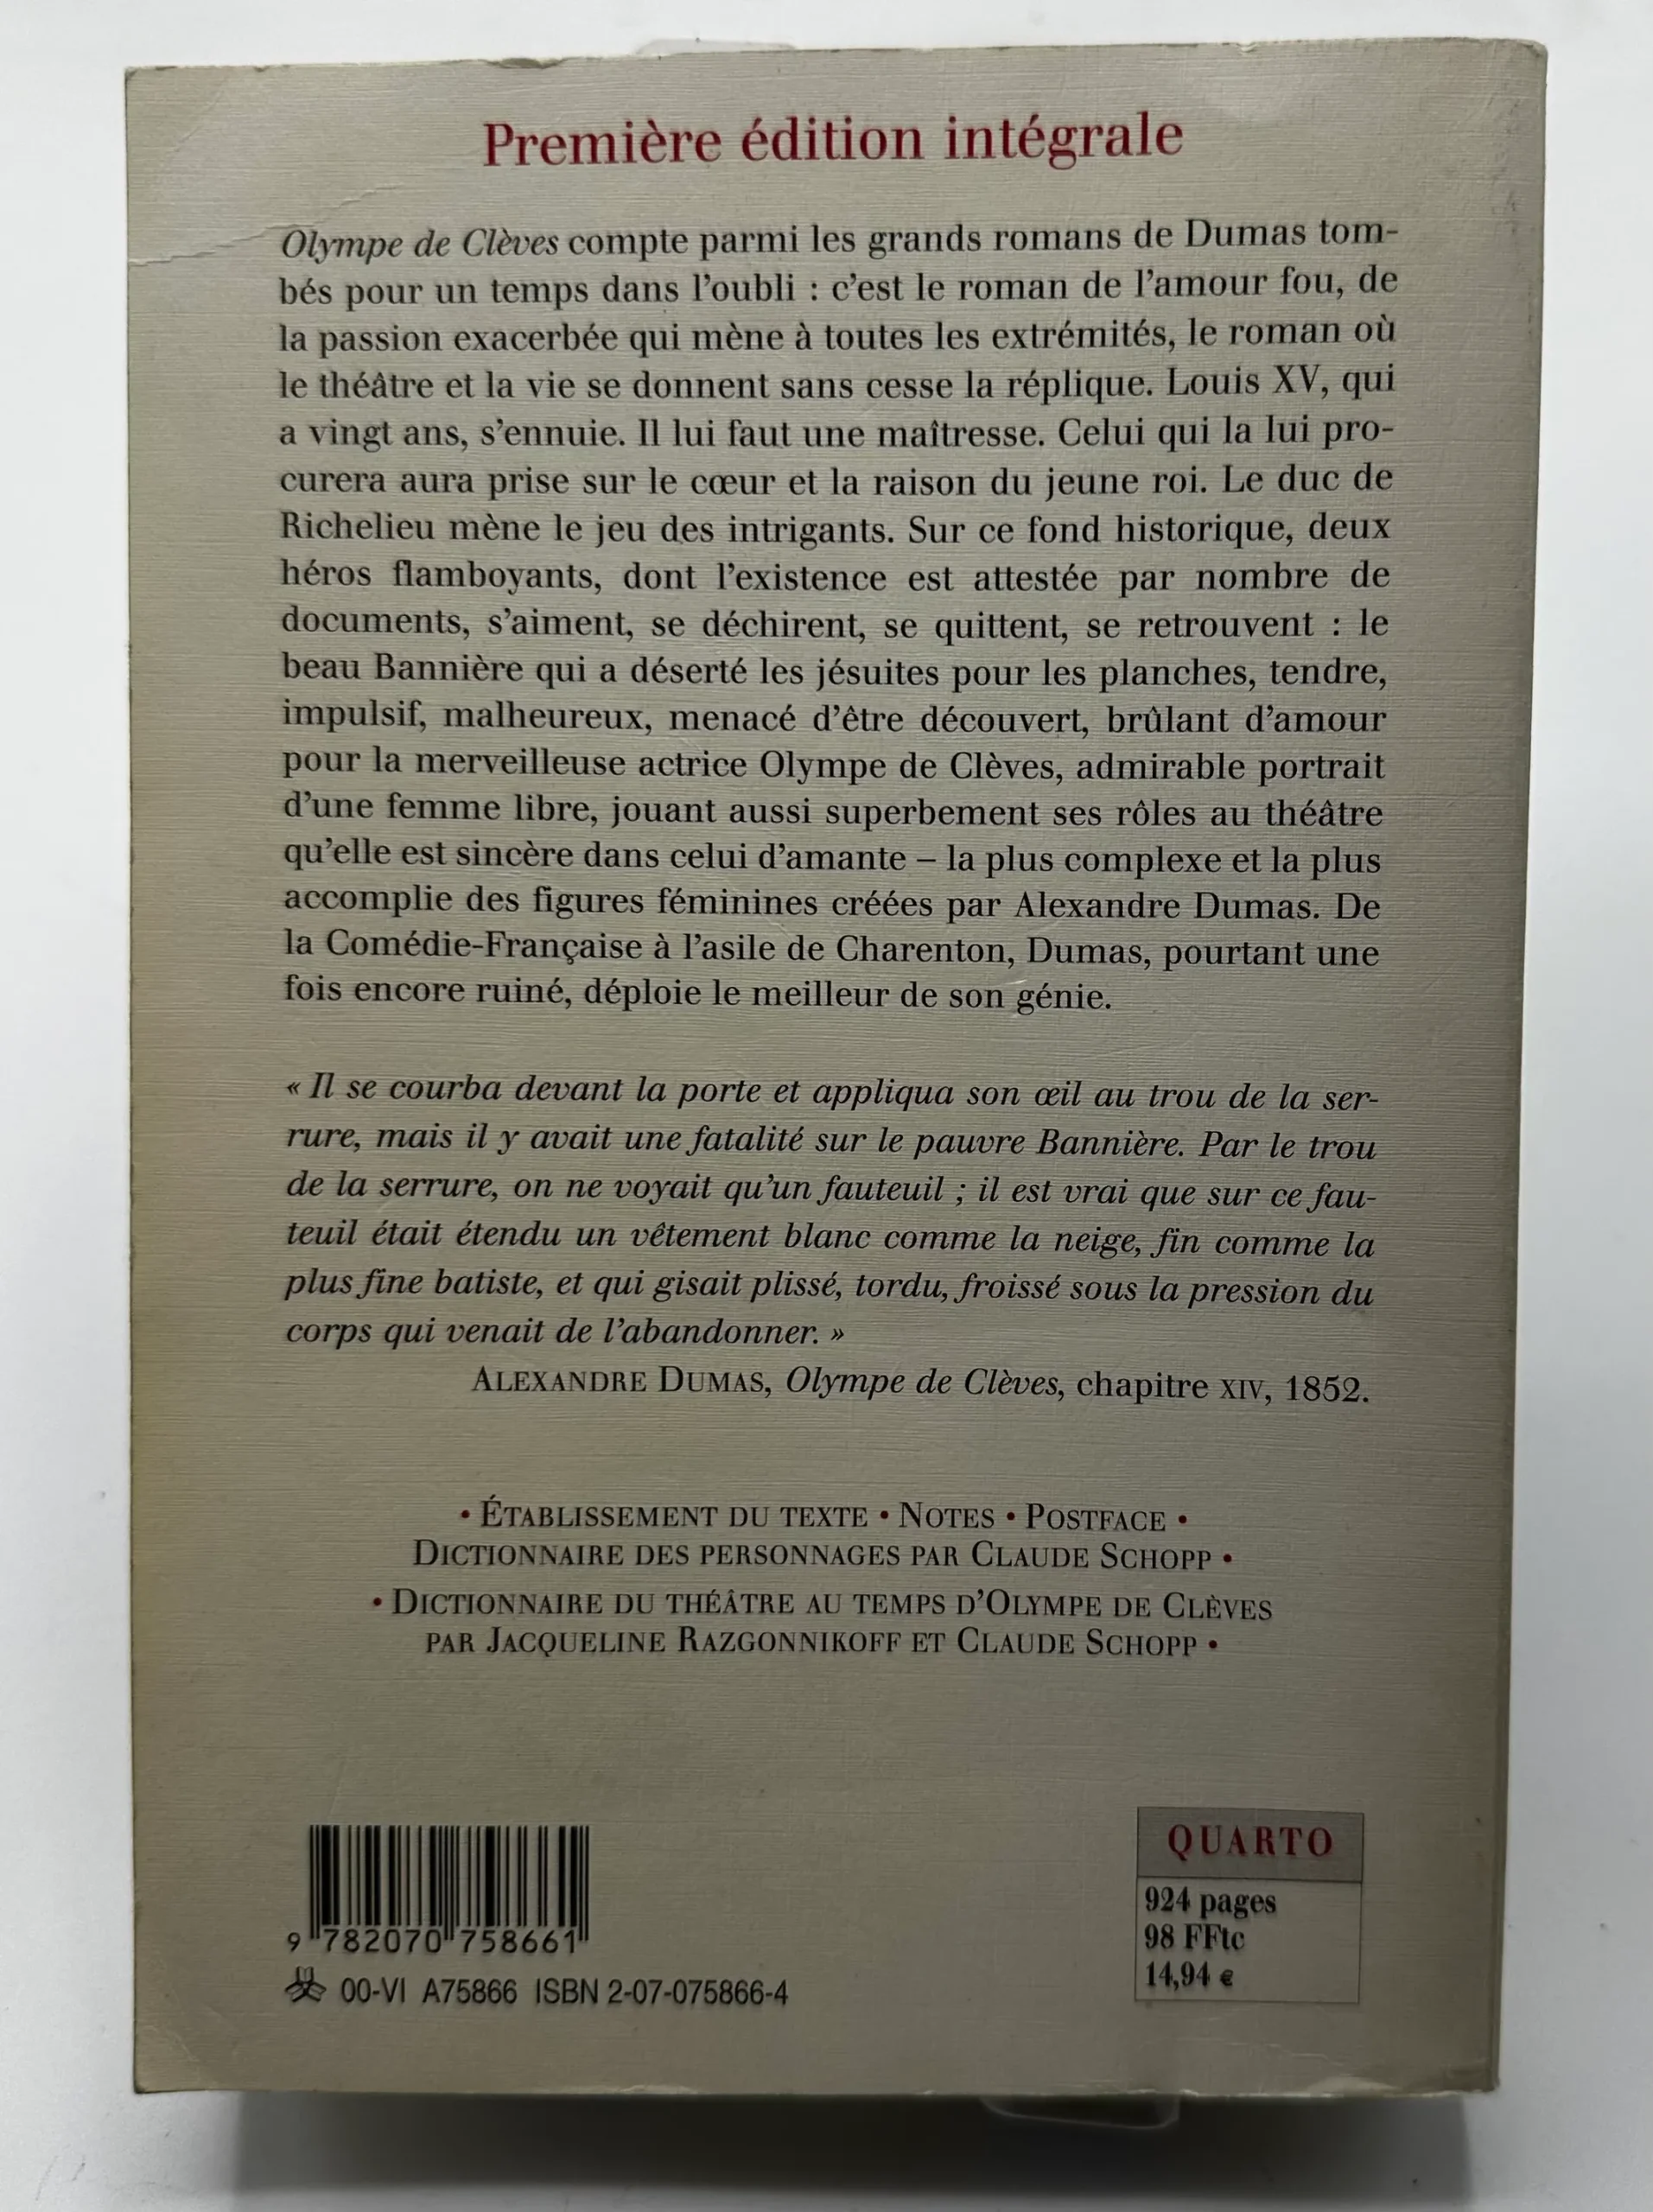 Première édition intégrale
Olympe de Clèves compte parmi les grands romans de Dumas tom-
bés pour un temps dans l’oubli : c’est le roman de l’amour fou, de
la passion exacerbée qui mène à toutes les extrémités, le roman où
le théâtre et la vie se donnent sans cesse la réplique. Louis XV, qui
a vingt ans, s’ennuie. Il lui faut une maîtresse. Celui qui la lui pro-
curera aura prise sur le cœur et la raison du jeune roi. Le duc de
Richelieu mène le jeu des intrigants. Sur ce fond historique, deux
héros flamboyants, dont l’existence est attestée par nombre de
documents, s’aiment, se déchirent, se quittent, se retrouvent : le
beau Bannière qui a déserté les jésuites pour les planches, tendre,
impulsif, malheureux, menacé d’être découvert, brûlant d’amour
pour la merveilleuse actrice Olympe de Clèves, admirable portrait
d’une femme libre, jouant aussi superbement ses rôles au théâtre
qu’elle est sincère dans celui d’amante – la plus complexe et la plus
accomplie des figures féminines créées par Alexandre Dumas. De
la Comédie-Française à l’asile de Charenton, Dumas, pourtant une
fois encore ruiné, déploie le meilleur de son génie.
« Il se courba devant la porte et appliqua son œil au trou de la ser-
rure, mais il y avait une fatalité sur le pauvre Bannière. Par le trou
de la serrure, on ne voyait qu’un fauteuil ; il est vrai que sur ce fau-
teuil était étendu un vêtement blanc comme la neige, fin comme la
plus fine batiste, et qui gisait plissé, tordu, froissé sous la pression du
corps qui venait de l’abandonner. »
ALEXANDRE DUMAS, Olympe de Clèves, chapitre XIV, 1852.
• ÉTABLISSEMENT DU TEXTE • NOTES • POSTFACE •
DICTIONNAIRE DES PERSONNAGES PAR CLAUDE SCHOPP •
• DICTIONNAIRE DU THÉÂTRE AU TEMPS D’OLYMPE DE CLÈVES
PAR JACQUELINE RAZGONNIKOFF ET CLAUDE SCHOPP •
9 782070 758661
00-VI A75866 ISBN 2-07-075866-4
QUARTO
924 pages
98 FFtc
14,94 €